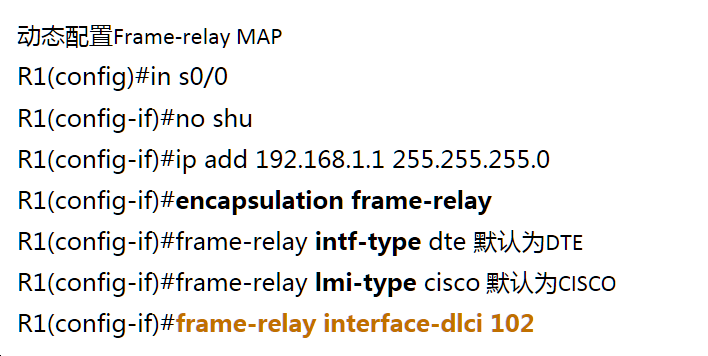 动态配置Frame-relay MAP
R1(config)#in s0/0
R1(config-if)#no shu
R1(config-if)#ip add 192.168.1.1 255.255.255.0
R1(config-if)#encapsulation frame-relay
R1(config-if)#frame-relay intf-type dte 默认为DTE
R1(config-if)#frame-relay lmi-type cisco 默认为CISCO
R1(config-if)#frame-relay interface-dlci 102